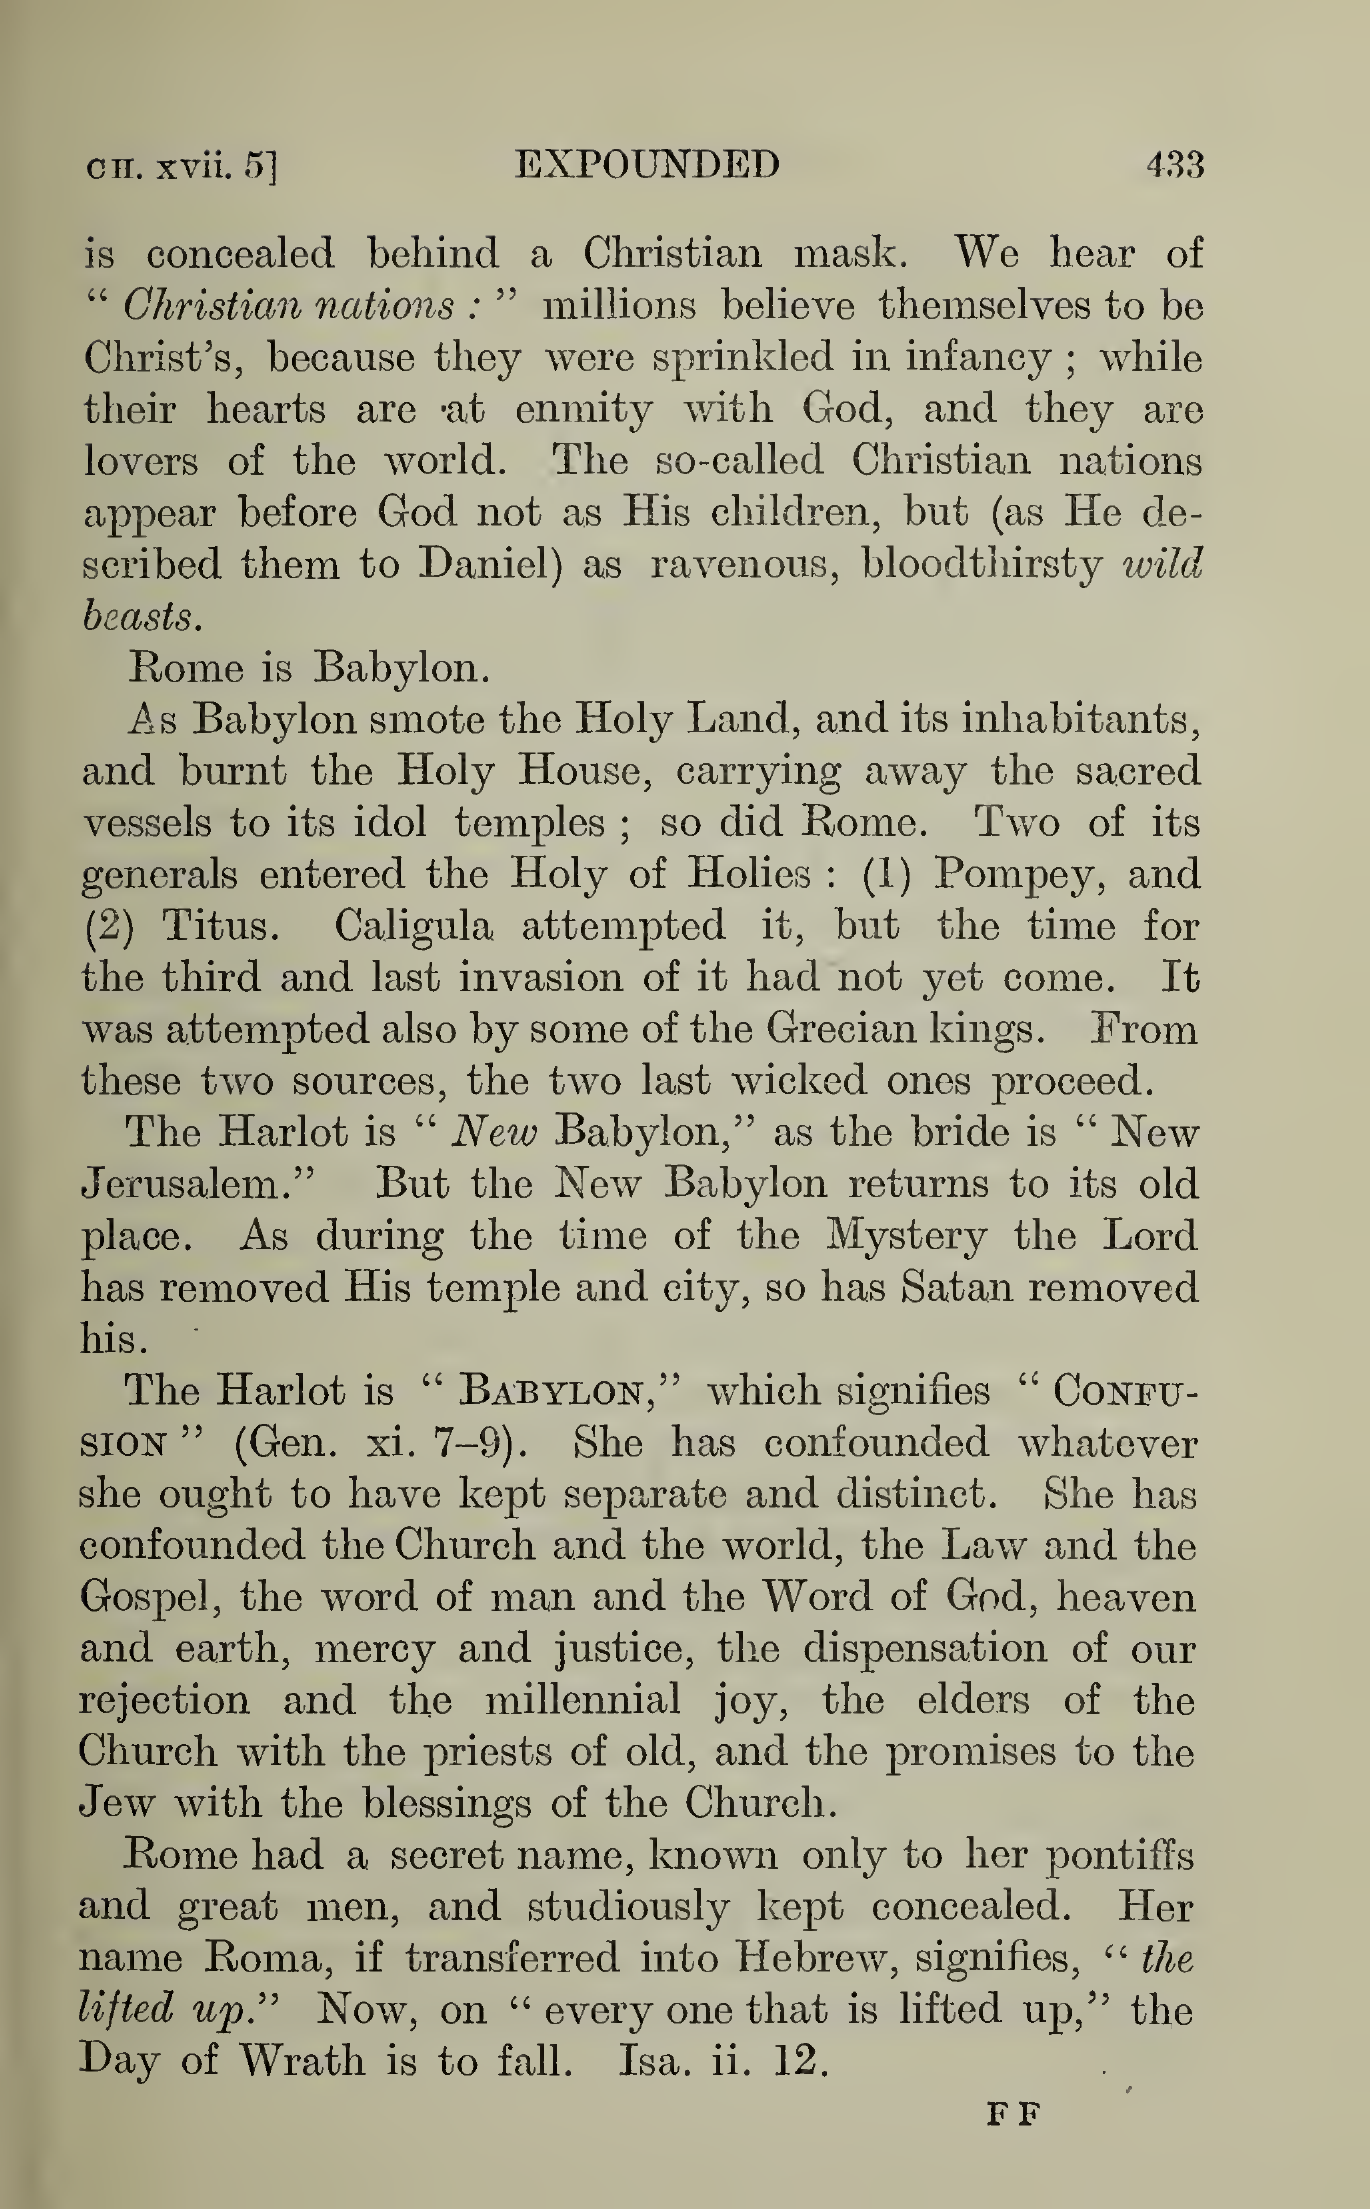 CH. xvii. 5] EXPOUNDED 433
is concealed behind a Christian mask. We hear of
“ Christian nations : ” millions believe themselves to be
Christ’s, because they were sprinkled in infancy ; while
their hearts are at enmity with God, and they are
lovers of the world. The so-called Christian nations
appear before God not as His children, but (as He de-
scribed them to Daniel) as ravenous, bloodthirsty wild
beasts.
Rome is Babylon.
As Babylon smote the Holy Land, and its inhabitants,
and burnt the Holy House, carrying away the sacred
vessels to its idol temples ; so did Rome. Two of its
generals entered the Holy of Holies : (1) Pompey, and
(2) Titus. Caligula attempted it, but the time for
the third and last invasion of it had not yet come. It
was attempted also by some of the Grecian kings. From
these two sources, the two last wicked ones proceed.
The Harlot is “ New Babylon,” as the bride is “ New
Jerusalem.” But the New Babylon returns to its old
place. As during the time of the Mystery the Lord
has removed His temple and city, so has Satan removed
his.
The Harlot is “ BABYLON,” which signifies “ CONFU-
SION ” (Gen. xi. 7–9). She has confounded whatever
she ought to have kept separate and distinct. She has
confounded the Church and the world, the Law and the
Gospel, the word of man and the Word of God, heaven
and earth, mercy and justice, the dispensation of our
rejection and the millennial joy, the elders of the
Church with the priests of old, and the promises to the
Jew with the blessings of the Church.
Rome had a secret name, known only to her pontiffs
and great men, and studiously kept concealed. Her
name Roma, if transferred into Hebrew, signifies, “ the
lifted up.” Now, on “ every one that is lifted up,” the
Day of Wrath is to fall. Isa. ii. 12.
F F